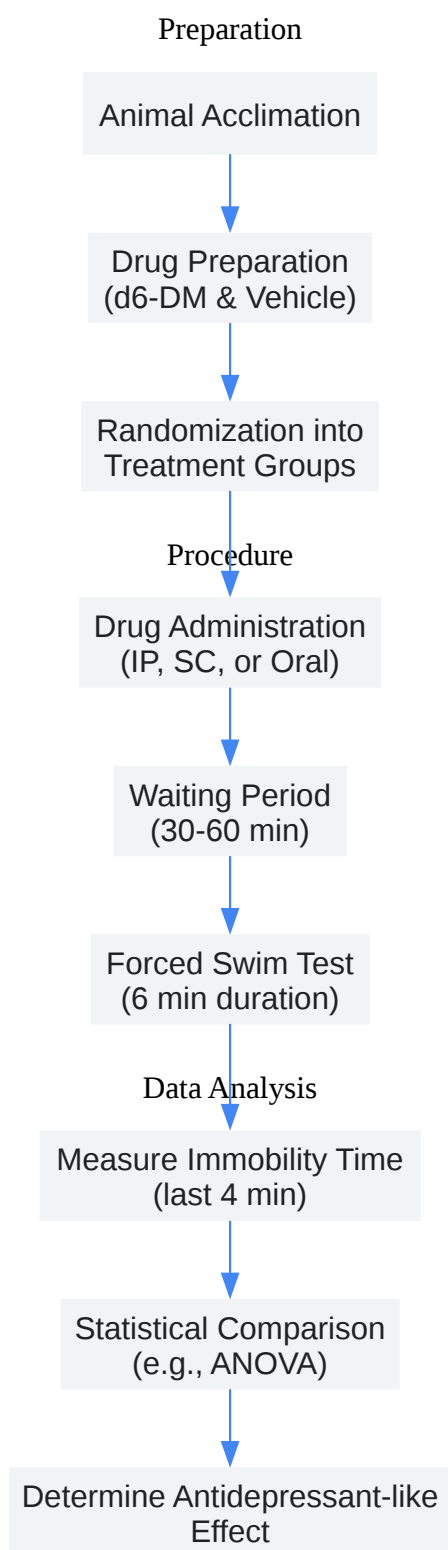 Preparation
Animal Acclimation
Drug Preparation
(d6-DM & Vehicle)
Randomization into
Treatment Groups
Procedure
Drug Administration
(IP, SC, or Oral)
Waiting Period
(30-60 min)
Forced Swim Test
(6 min duration)
Data Analysis
Measure Immobility Time
(last 4 min)
Statistical Comparison
(e.g., ANOVA)
Determine Antidepressant-like
Effect